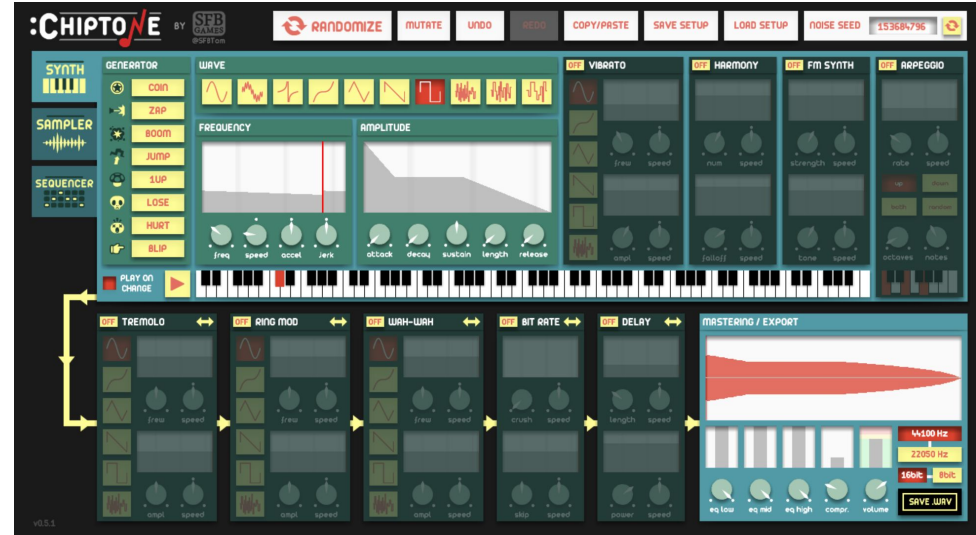 :CHIPTONE
BY SFB GAMES
@SFBTom
RANDOMIZE
MUTATE
UNDO
REDO
COPY/PASTE
SAVE SETUP
LOAD SETUP
NOISE SEED 153684796
SYNTH
SAMPLER
SEQUENCER
GENERATOR
COIN
ZAP
BOOM
JUMP
1UP
LOSE
HURT
BLIP
WAVE
FREQUENCY
freq speed accel jerk
AMPLITUDE
attack decay sustain length release
OFF VIBRATO
frew speed
ampl speed
OFF HARMONY
num speed
falloff speed
OFF FM SYNTH
strength speed
tone speed
OFF ARPEGGIO
rate speed
up down
both random
octaves notes
PLAY ON
CHANGE
OFF TREMOLO
frew speed
ampl speed
OFF RING MOD
frew speed
ampl speed
OFF WAH-WAH
frew speed
ampl speed
OFF BIT RATE
crush speed
skip speed
OFF DELAY
length speed
power speed
MASTERING / EXPORT
eq low eq mid eq high compr. volume
44100 Hz
22050 Hz
16bit 8bit
SAVE .WAV
v0.5.1